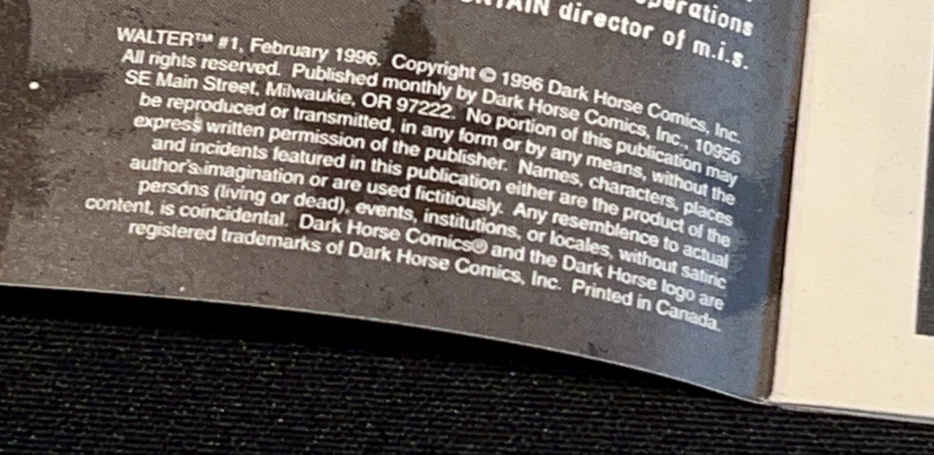 operations
director of m.i.s.
WALTER™ #1, February 1996. Copyright © 1996 Dark Horse Comics, Inc.
All rights reserved. Published monthly by Dark Horse Comics, Inc., 10956
SE Main Street, Milwaukie, OR 97222. No portion of this publication may
be reproduced or transmitted, in any form or by any means, without the
express written permission of the publisher. Names, characters, places
and incidents featured in this publication either are the product of the
author's imagination or are used fictitiously. Any resemblence to actual
persons (living or dead), events, institutions, or locales, without satiric
content, is coincidental. Dark Horse Comics® and the Dark Horse logo are
registered trademarks of Dark Horse Comics, Inc. Printed in Canada.